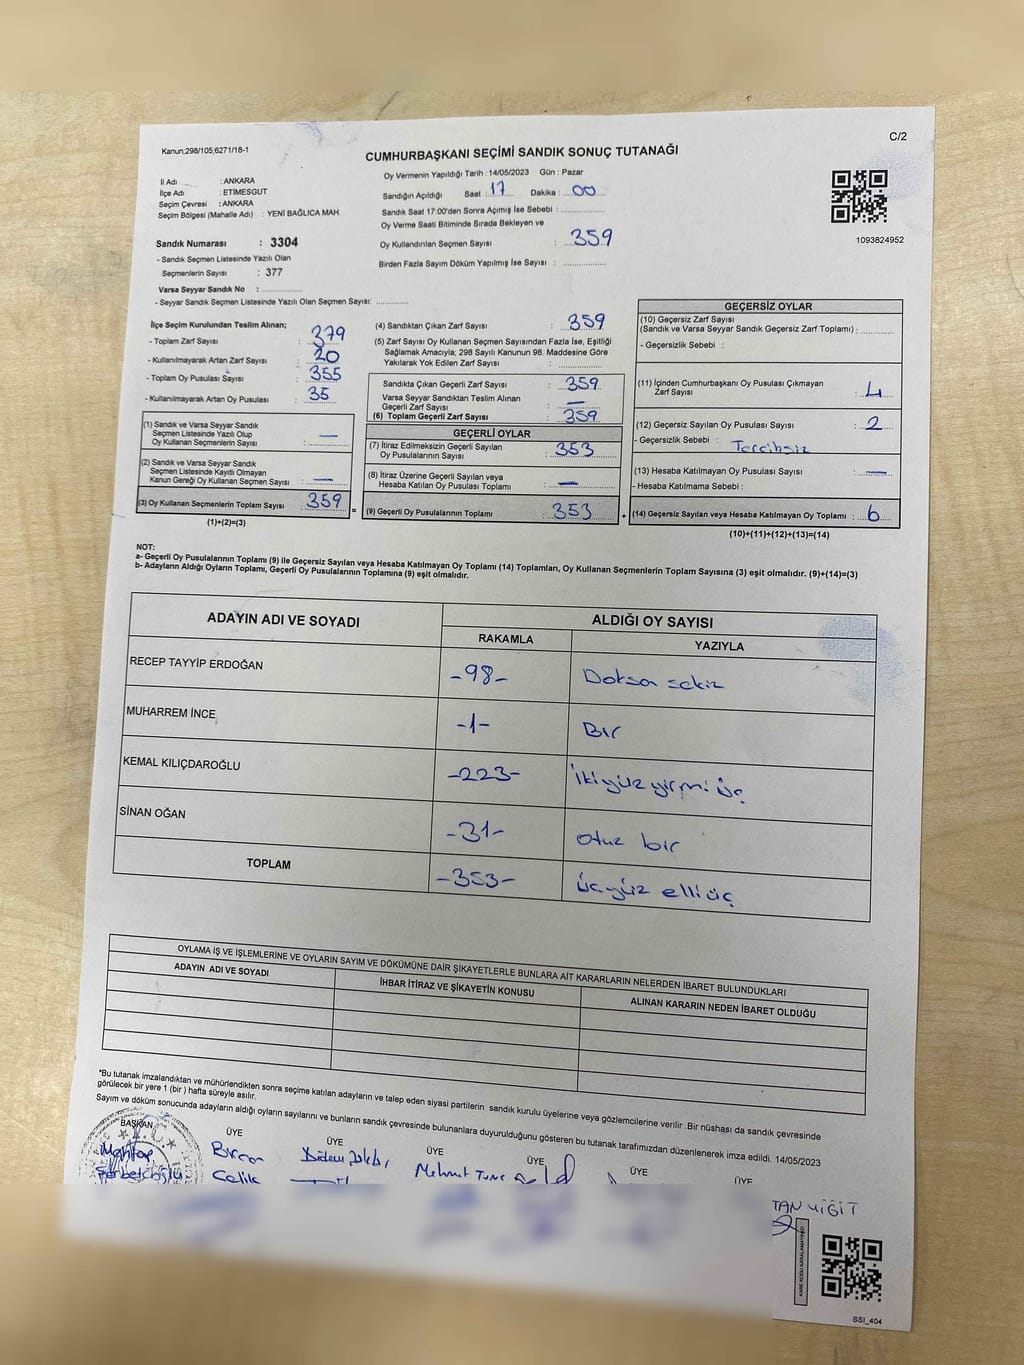 Kanun;298/105;6271/18-1
C/2
CUMHURBAŞKANI SEÇİMİ SANDIK SONUÇ TUTANAĞI
Oy Vermenin Yapıldığı Tarih : 14/05/2023 Gün : Pazar
İl Adı : ANKARA
İlçe Adı : ETİMESGUT
Seçim Çevresi : ANKARA
Seçim Bölgesi (Mahalle Adı) : YENİ BAĞLICA MAH.
Sandığın Açıldığı Saat : 17 Dakika : 00
Sandık Saat 17:00'den Sonra Açımış İse Sebebi :
Oy Verme Saati Bitiminde Sırada Bekleyen ve
Oy Kullandırılan Seçmen Sayısı : 359
Birden Fazla Sayım Döküm Yapılmış İse Sayısı :
1093824952
Sandık Numarası : 3304
- Sandık Seçmen Listesinde Yazılı Olan
Seçmenlerin Sayısı : 377
Varsa Seyyar Sandık No :
- Seyyar Sandık Seçmen Listesinde Yazılı Olan Seçmen Sayısı:
İlçe Seçim Kurulundan Teslim Alınan;
- Toplam Zarf Sayısı : 379
- Kullanılmayarak Artan Zarf Sayısı : 20
- Toplam Oy Pusulası Sayısı : 355
- Kullanılmayarak Artan Oy Pusulası : 35
(1) Sandık ve Varsa Seyyar Sandık
Seçmen Listesinde Yazılı Olup
Oy Kullanan Seçmenlerin Sayısı : —
(2) Sandık ve Varsa Seyyar Sandık
Seçmen Listesinde Kayıtlı Olmayan
Kanun Gereği Oy Kullanan Seçmen Sayısı : —
(3) Oy Kullanan Seçmenlerin Toplam Sayısı : 359
(1)+(2)=(3)
=
(4) Sandıktan Çıkan Zarf Sayısı : 359
(5) Zarf Sayısı Oy Kullanan Seçmen Sayısından Fazla İse, Eşitliği
Sağlamak Amacıyla; 298 Sayılı Kanunun 98. Maddesine Göre
Yakılarak Yok Edilen Zarf Sayısı :
Sandıkta Çıkan Geçerli Zarf Sayısı : 359
Varsa Seyyar Sandıktan Teslim Alınan
Geçerli Zarf Sayısı : —
(6) Toplam Geçerli Zarf Sayısı : 359
GEÇERLİ OYLAR
(7) İtiraz Edilmeksizin Geçerli Sayılan
Oy Pusulalarının Sayısı : 353
(8) İtiraz Üzerine Geçerli Sayılan veya
Hesaba Katılan Oy Pusulası Toplamı : —
(9) Geçerli Oy Pusulalarının Toplamı : 353
+
GEÇERSİZ OYLAR
(10) Geçersiz Zarf Sayısı
(Sandık ve Varsa Seyyar Sandık Geçersiz Zarf Toplamı) :
- Geçersizlik Sebebi :
(11) İçinden Cumhurbaşkanı Oy Pusulası Çıkmayan
Zarf Sayısı : 4
(12) Geçersiz Sayılan Oy Pusulası Sayısı : 2
- Geçersizlik Sebebi : Tercihsiz
(13) Hesaba Katılmayan Oy Pusulası Sayısı : —
- Hesaba Katılmama Sebebi :
(14) Geçersiz Sayılan veya Hesaba Katılmayan Oy Toplamı : 6
(10)+(11)+(12)+(13)=(14)
NOT:
a- Geçerli Oy Pusulalarının Toplamı (9) ile Geçersiz Sayılan veya Hesaba Katılmayan Oy Toplamı (14) Toplamları, Oy Kullanan Seçmenlerin Toplam Sayısına (3) eşit olmalıdır. (9)+(14)=(3)
b- Adayların Aldığı Oyların Toplamı, Geçerli Oy Pusulalarının Toplamına (9) eşit olmalıdır.
ADAYIN ADI VE SOYADI ALDIĞI OY SAYISI
RAKAMLA YAZIYLA
RECEP TAYYİP ERDOĞAN -98- Doksan sekiz
MUHARREM İNCE -1- Bir
KEMAL KILIÇDAROĞLU -223- İkiyüz yirmi üç
SİNAN OĞAN -31- otuz bir
TOPLAM -353- üçyüz elli üç
OYLAMA İŞ VE İŞLEMLERİNE VE OYLARIN SAYIM VE DÖKÜMÜNE DAİR ŞİKAYETLERLE BUNLARA AİT KARARLARIN NELERDEN İBARET BULUNDUKLARI
ADAYIN ADI VE SOYADI İHBAR İTİRAZ VE ŞİKAYETİN KONUSU ALINAN KARARIN NEDEN İBARET OLDUĞU
*Bu tutanak imzalandıktan ve mühürlendikten sonra seçime katılan adayların ve talep eden siyasi partilerin sandık kurulu üyelerine veya gözlemcilerine verilir .Bir nüshası da sandık çevresinde
görülecek bir yere 1 (bir ) hafta süreyle asılır.
Sayım ve döküm sonucunda adayların aldığı oyların sayılarını ve bunların sandık çevresinde bulunanlara duyurulduğunu gösteren bu tutanak tarafımızdan düzenlenerek imza edildi. 14/05/2023
BAŞKAN ÜYE ÜYE ÜYE ÜYE ÜYE ÜYE
Mehtap
Şerbetçioğlu
Çelik
Mehmet
YİĞİT
SSI_404